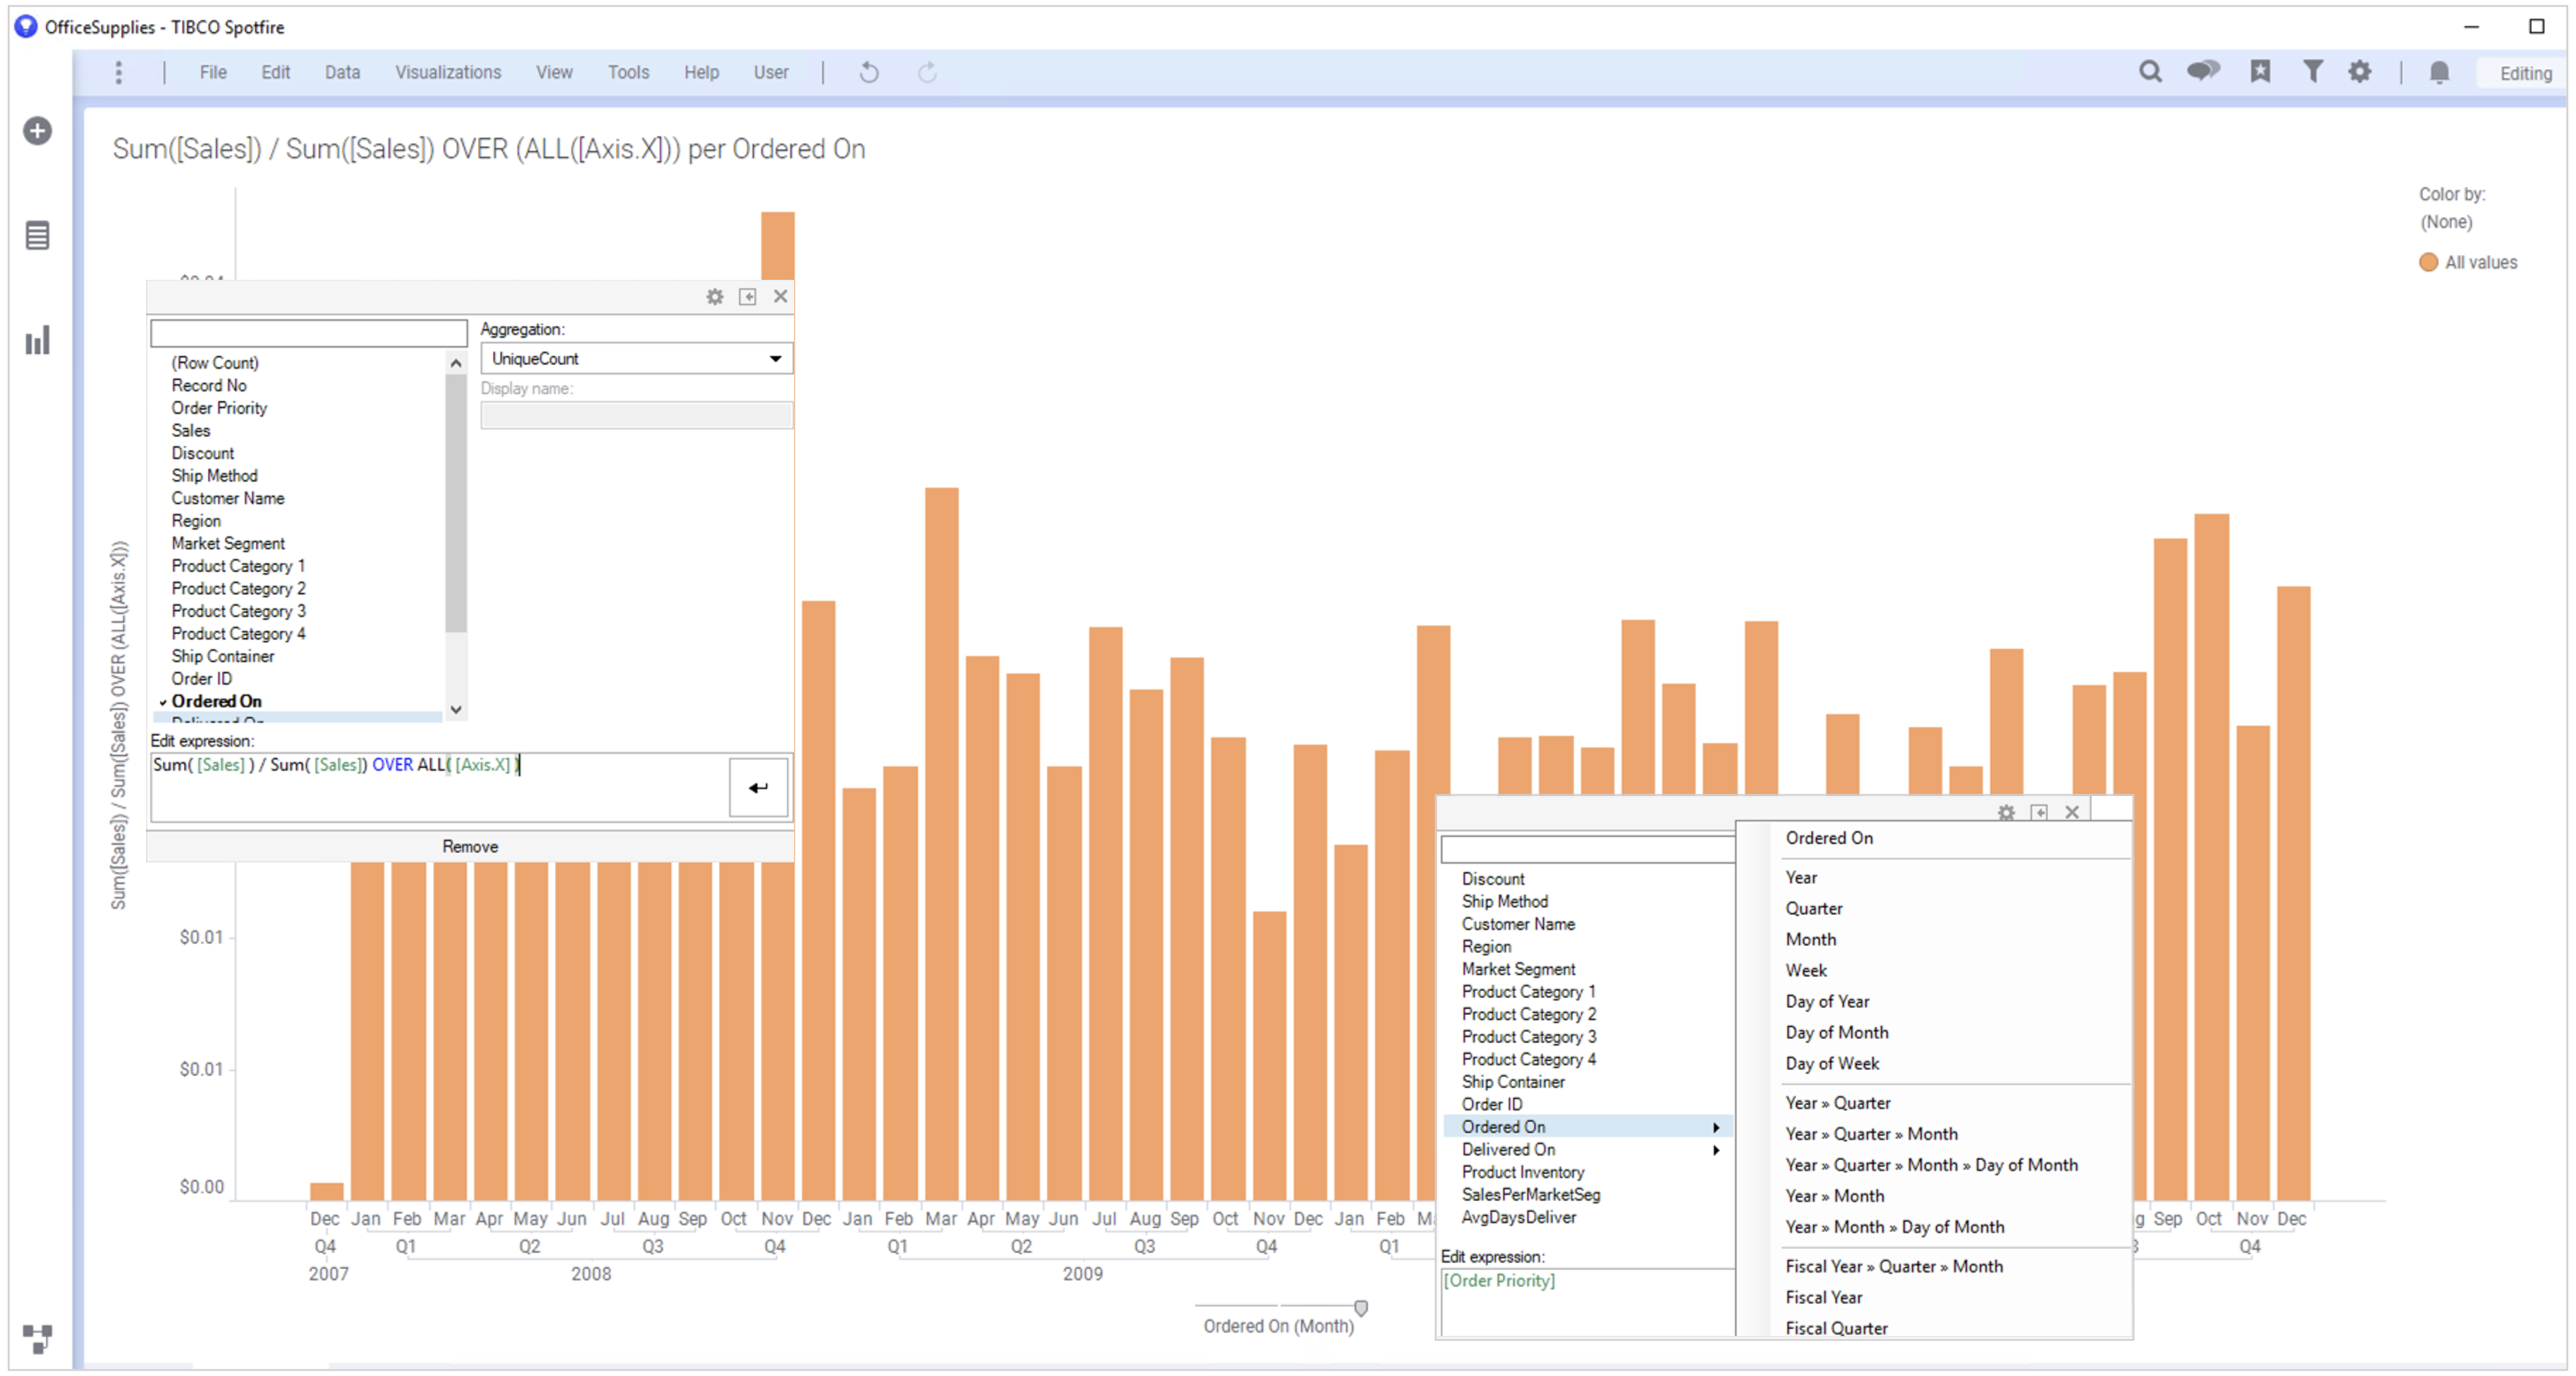 OfficeSupplies - TIBCO Spotfire
File Edit Data Visualizations View Tools Help User Editing
Sum([Sales]) / Sum([Sales]) OVER (ALL([Axis.X])) per Ordered On
Color by:
(None)
All values
Sum([Sales]) / Sum([Sales]) OVER (ALL([Axis.X]))
Aggregation:
UniqueCount
Display name:
(Row Count)
Record No
Order Priority
Sales
Discount
Ship Method
Customer Name
Region
Market Segment
Product Category 1
Product Category 2
Product Category 3
Product Category 4
Ship Container
Order ID
Ordered On
Edit expression:
Sum( [Sales] ) / Sum( [Sales]) OVER ALL( [Axis.X] )
Remove
$0.01
$0.01
$0.00
Discount
Ship Method
Customer Name
Region
Market Segment
Product Category 1
Product Category 2
Product Category 3
Product Category 4
Ship Container
Order ID
Ordered On
Delivered On
Product Inventory
SalesPerMarketSeg
AvgDaysDeliver
Edit expression:
[Order Priority]
Ordered On
Year
Quarter
Month
Week
Day of Year
Day of Month
Day of Week
Year » Quarter
Year » Quarter » Month
Year » Quarter » Month » Day of Month
Year » Month
Year » Month » Day of Month
Fiscal Year » Quarter » Month
Fiscal Year
Fiscal Quarter
Dec Jan Feb Mar Apr May Jun Jul Aug Sep Oct Nov Dec Jan Feb Mar Apr May Jun Jul Aug Sep Oct Nov Dec Jan Feb Sep Oct Nov Dec
Q4 Q1 Q2 Q3 Q4 Q1 Q2 Q3 Q4 Q1 Q4
2007 2008 2009
Ordered On (Month)